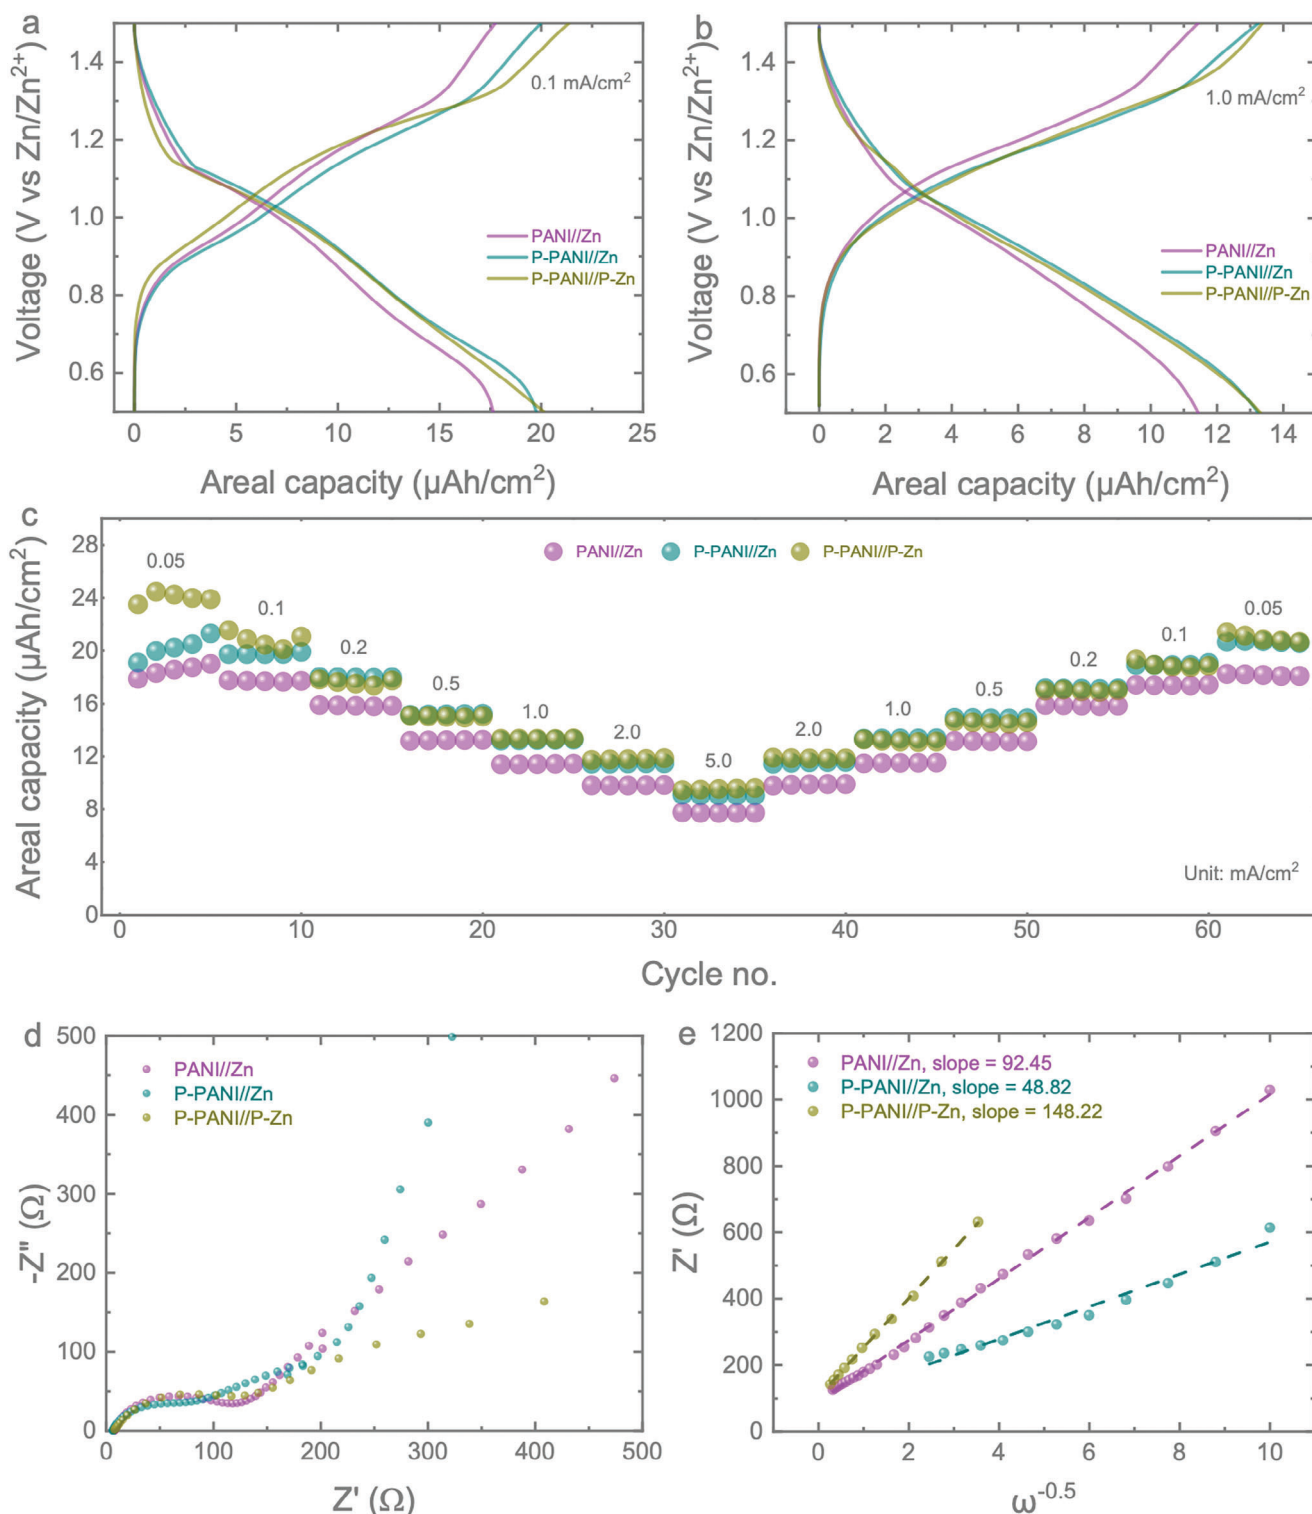 a
Voltage (V vs Zn/Zn²⁺)
1.4
1.2
1.0
0.8
0.6
0.1 mA/cm²
PANI//Zn
P-PANI//Zn
P-PANI//P-Zn
0 5 10 15 20 25
Areal capacity (µAh/cm²)
b
Voltage (V vs Zn/Zn²⁺)
1.4
1.2
1.0
0.8
0.6
1.0 mA/cm²
PANI//Zn
P-PANI//Zn
P-PANI//P-Zn
0 2 4 6 8 10 12 14
Areal capacity (µAh/cm²)
c
Areal capacity (µAh/cm²)
28
24
20
16
12
8
4
0
PANI//Zn P-PANI//Zn P-PANI//P-Zn
0.05
0.1
0.2
0.5
1.0
2.0
5.0
2.0
1.0
0.5
0.2
0.1
0.05
Unit: mA/cm²
0 10 20 30 40 50 60
Cycle no.
d
-Z" (Ω)
500
400
300
200
100
0
PANI//Zn
P-PANI//Zn
P-PANI//P-Zn
0 100 200 300 400 500
Z' (Ω)
e
Z' (Ω)
1200
1000
800
600
400
200
0
PANI//Zn, slope = 92.45
P-PANI//Zn, slope = 48.82
P-PANI//P-Zn, slope = 148.22
0 2 4 6 8 10
ω⁻⁰·⁵